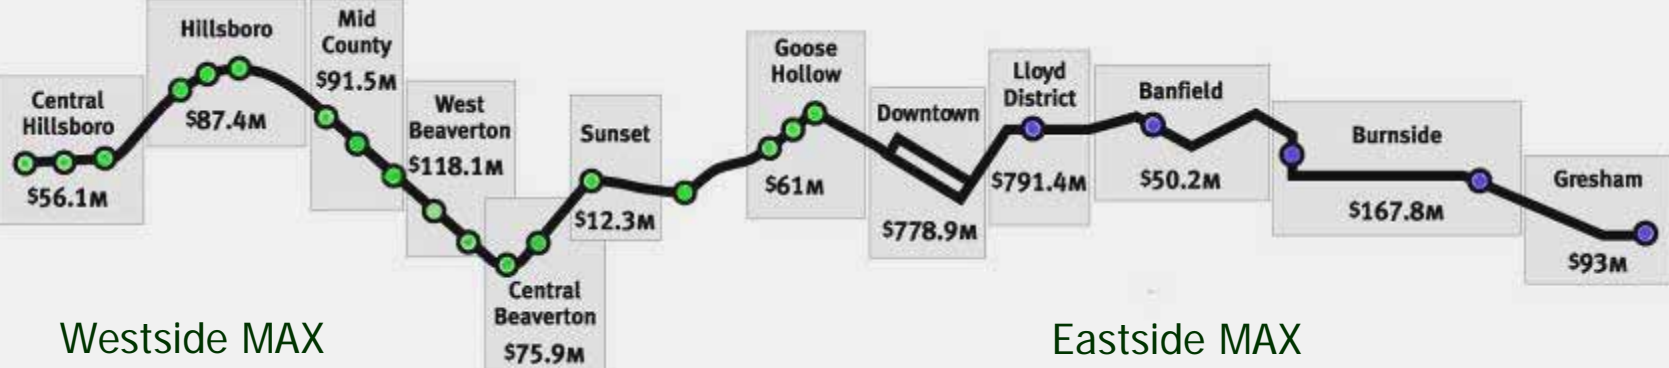 Central
Hillsboro
$56.1M
Hillsboro
$87.4M
Mid
County
$91.5M
West
Beaverton
$118.1M
Central
Beaverton
$75.9M
Sunset
$12.3M
Goose
Hollow
$61M
Downtown
$778.9M
Lloyd
District
$791.4M
Banfield
$50.2M
Burnside
$167.8M
Gresham
$93M
Westside MAX
Eastside MAX